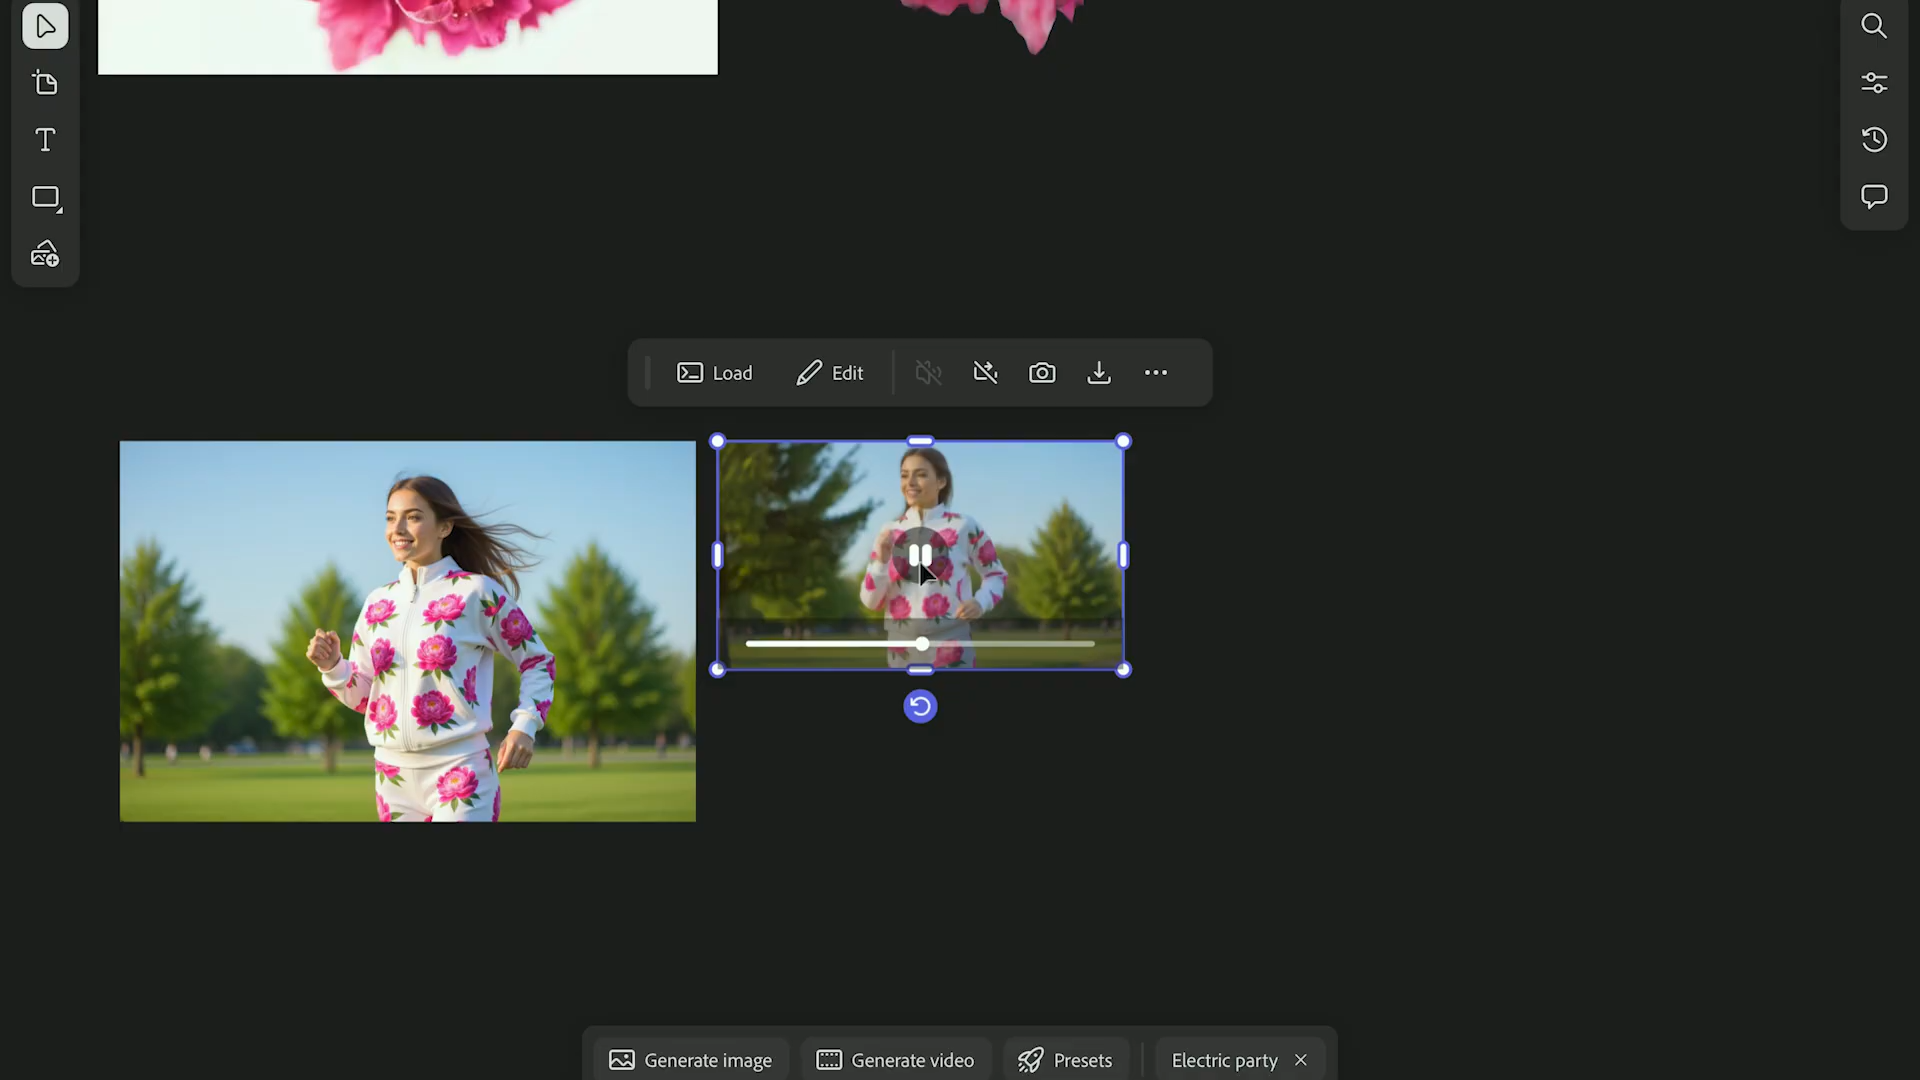 Load
Edit
Generate image
Generate video
Presets
Electric party